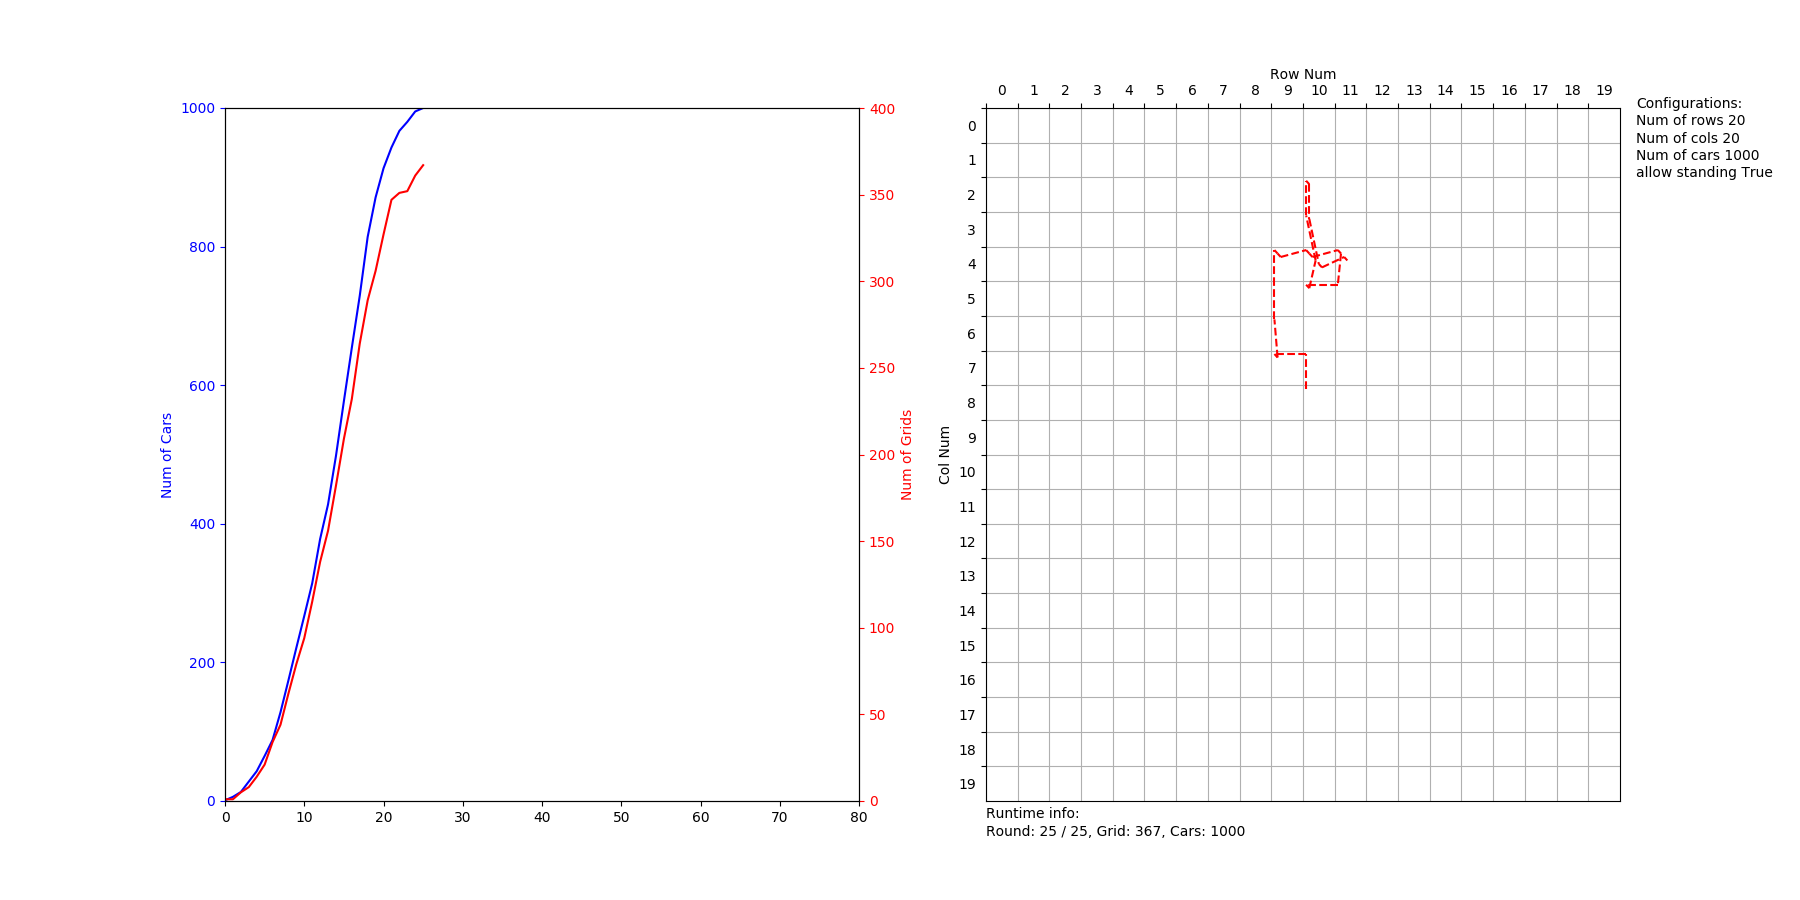 Num of Cars
1000
800
600
400
200
0
0 10 20 30 40 50 60 70 80
400
350
300
250
200
150
100
50
0
Num of Grids
Row Num
0 1 2 3 4 5 6 7 8 9 10 11 12 13 14 15 16 17 18 19
Col Num
0
1
2
3
4
5
6
7
8
9
10
11
12
13
14
15
16
17
18
19
Configurations:
Num of rows 20
Num of cols 20
Num of cars 1000
allow standing True
Runtime info:
Round: 25 / 25, Grid: 367, Cars: 1000